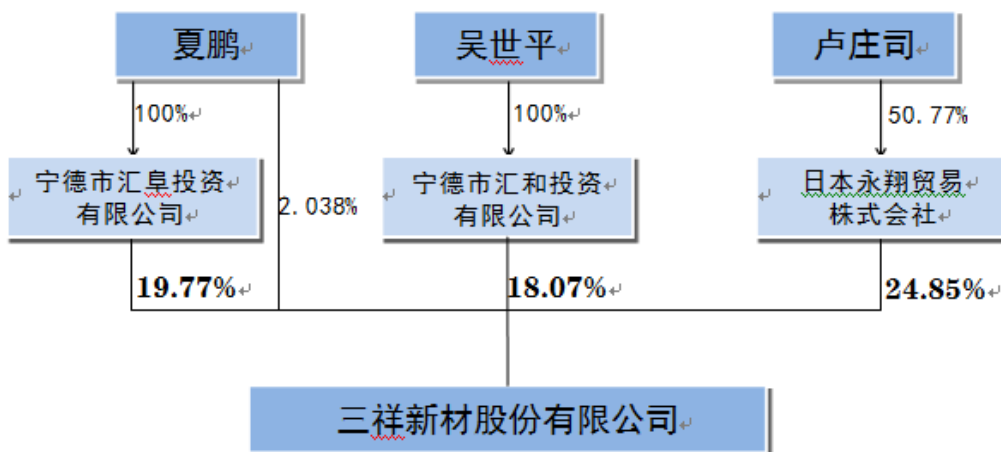 夏鹏
吴世平
卢庄司
100%
100%
50.77%
宁德市汇阜投资
有限公司
2.038%
宁德市汇和投资
有限公司
日本永翔贸易
株式会社
19.77%
18.07%
24.85%
三祥新材股份有限公司